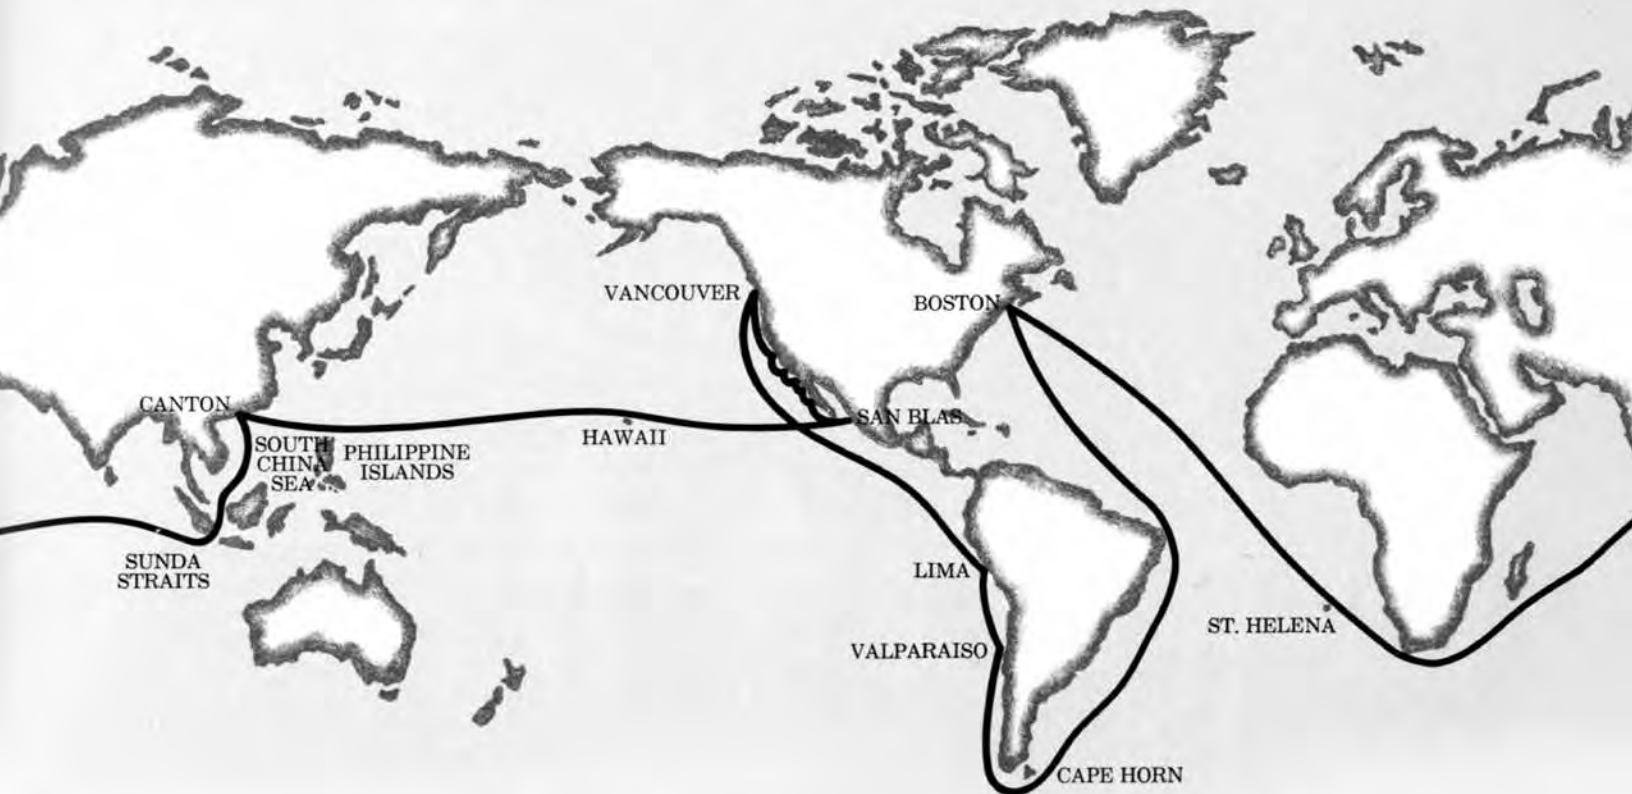 VANCOUVER
BOSTON
CANTON
SAN BLAS
HAWAII
SOUTH
CHINA
SEA
PHILIPPINE
ISLANDS
SUNDA
STRAITS
LIMA
ST. HELENA
VALPARAISO
CAPE HORN